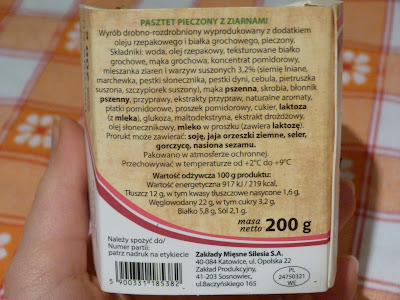 PASZTET PIECZONY Z ZIARNAMI
Wyrób drobno-rozdrobniony wyprodukowany z dodatkiem
oleju rzepakowego i białka grochowego, pieczony.
Składniki: woda, olej rzepakowy, teksturowane białko
grochowe, mąka grochowa, koncentrat pomidorowy,
mieszanka ziaren i warzyw suszonych 3,2% (siemię lniane,
marchewka, pestki słonecznika, pestki dyni, cebula, pietruszka
suszona, szczypiorek suszony), mąka pszenna, skrobia, błonnik
pszenny, przyprawy, ekstrakty przypraw, naturalne aromaty,
płatki pomidorowe, proszek pomidorowy, cukier, laktoza
(z mleka), glukoza, maltodekstryna, ekstrakt drożdżowy,
olej słonecznikowy, mleko w proszku (zawiera laktozę).
Prorukt może zawierać: soję, jaja orzeszki ziemne, seler,
gorczycę, nasiona sezamu.
Pakowano w atmosferze ochronnej.
Przechowywać w temperaturze od +2°C do +9°C
Wartość odżywcza 100 g produktu:
Wartość energetyczna 917 kJ / 219 kcal,
Tłuszcz 12 g, w tym kwasy tłuszczowe nasycone 1,6 g,
Węglowodany 22 g, w tym cukry 3,2 g,
Białko 5,8 g, Sól 2,1 g.
masa
netto 200 g
Należy spożyć do/
Numer partii:
patrz nadruk na etykiecie
5 900331 185382
Zakłady Mięsne Silesia S.A.
40-084 Katowice, ul. Opolska 22
Zakład Produkcyjny,
41-203 Sosnowiec,
ul.Baczyńskiego 165
PL
24750321
WE